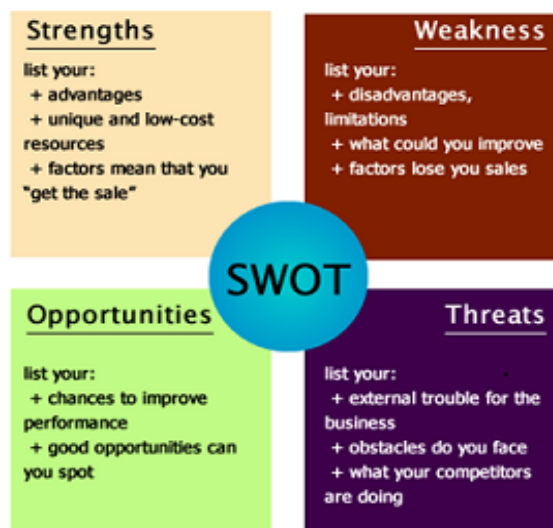 Strengths
list your:
+ advantages
+ unique and low-cost
resources
+ factors mean that you
"get the sale"
Weakness
list your:
+ disadvantages,
limitations
+ what could you improve
+ factors lose you sales
SWOT
Opportunities
list your:
+ chances to improve
performance
+ good opportunities can
you spot
Threats
list your:
+ external trouble for the
business
+ obstacles do you face
+ what your competitors
are doing